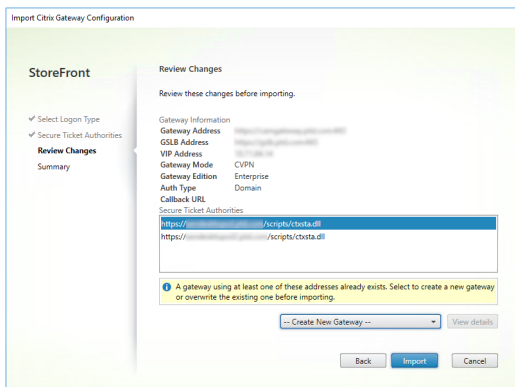 Import Citrix Gateway Configuration
StoreFront
Review Changes
Review these changes before importing.
✓ Select Logon Type
✓ Secure Ticket Authorities
Review Changes
Summary
Gateway Information
Gateway Address
GSLB Address
VIP Address
Gateway Mode CVPN
Gateway Edition Enterprise
Auth Type Domain
Callback URL
Secure Ticket Authorities
https:// /scripts/ctxsta.dll
https:// /scripts/ctxsta.dll
A gateway using at least one of these addresses already exists. Select to create a new gateway
or overwrite the existing one before importing.
-- Create New Gateway -- View details
Back Import Cancel